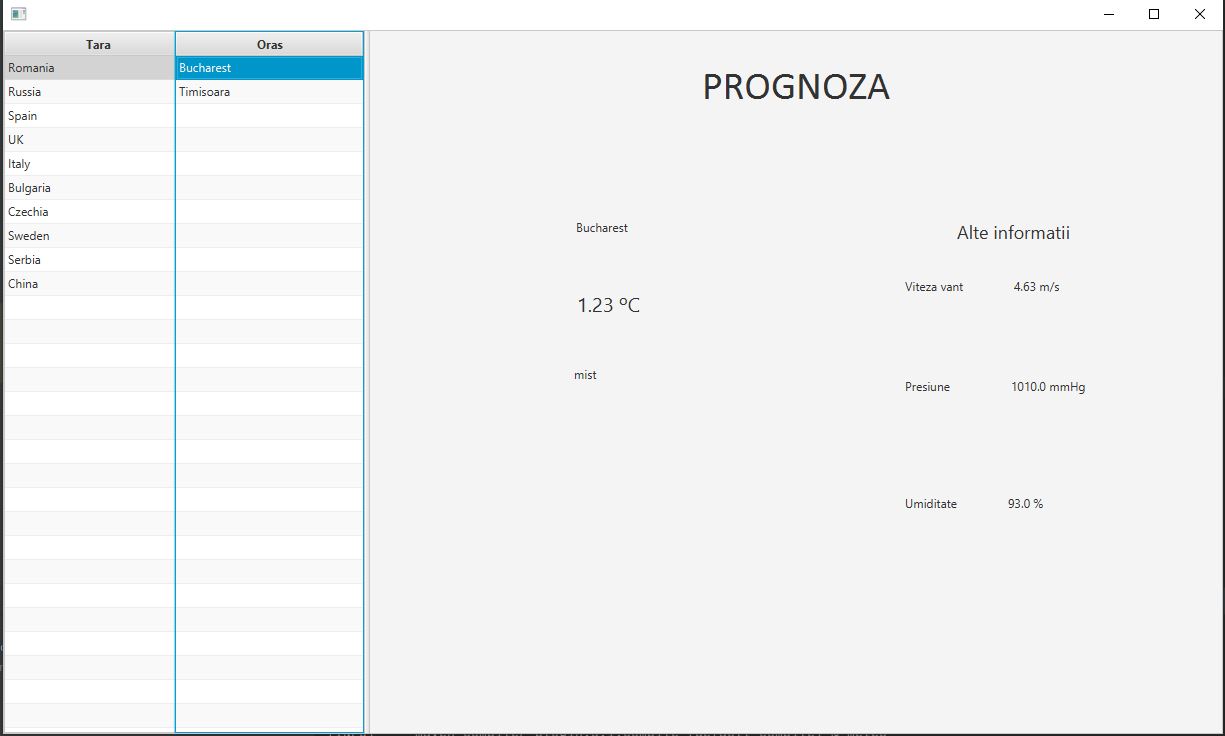 Tara Oras
Romania Bucharest
Russia Timisoara
Spain
UK
Italy
Bulgaria
Czechia
Sweden
Serbia
China
PROGNOZA
Bucharest
1.23 ºC
mist
Alte informatii
Viteza vant 4.63 m/s
Presiune 1010.0 mmHg
Umiditate 93.0 %